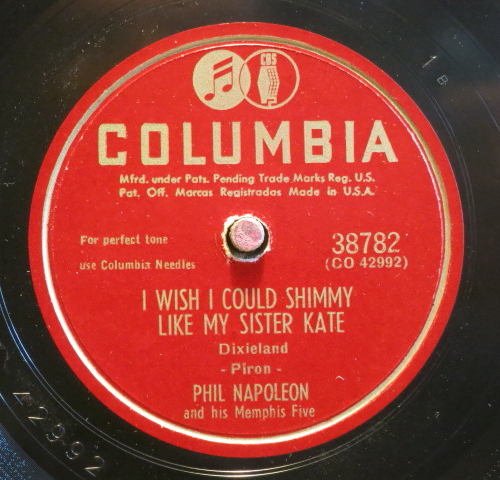 1B
CBS
COLUMBIA
Mfrd. under Pats. Pending Trade Marks Reg. U.S.
Pat. Off. Marcas Registradas Made in U.S.A.
For perfect tone
use Columbia Needles
38782
(CO 42992)
I WISH I COULD SHIMMY
LIKE MY SISTER KATE
Dixieland
- Piron -
PHIL NAPOLEON
and his Memphis Five
42992